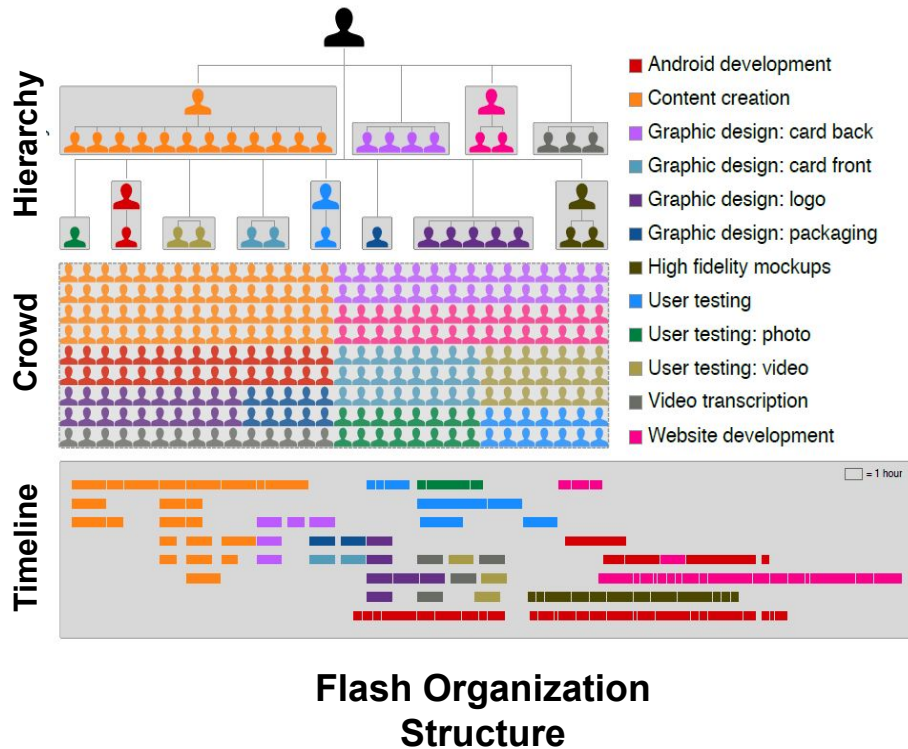 Hierarchy
Android development
Content creation
Graphic design: card back
Graphic design: card front
Graphic design: logo
Graphic design: packaging
High fidelity mockups
User testing
User testing: photo
User testing: video
Video transcription
Website development
Crowd
Timeline
= 1 hour
Flash Organization
Structure